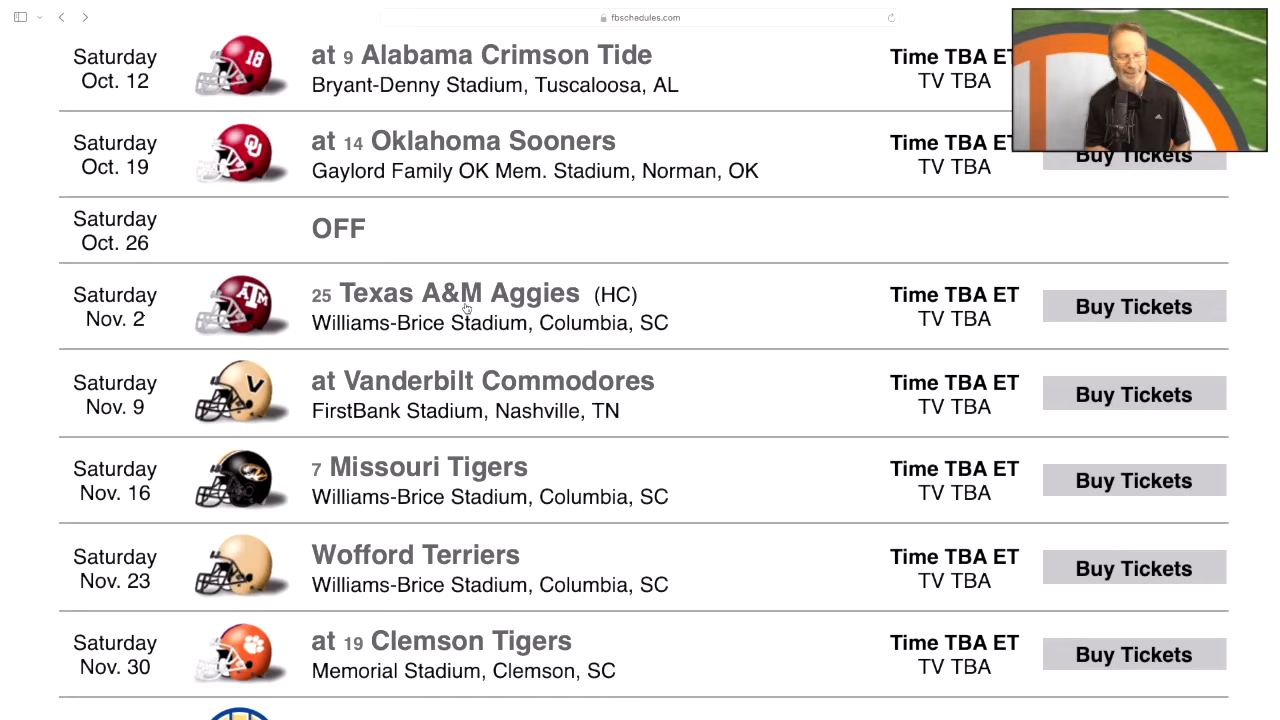 fbschedules.com
Saturday
Oct. 12
18
at 9 Alabama Crimson Tide
Bryant-Denny Stadium, Tuscaloosa, AL
Time TBA ET
TV TBA
Saturday
Oct. 19
OU
at 14 Oklahoma Sooners
Gaylord Family OK Mem. Stadium, Norman, OK
Time TBA ET
TV TBA
Buy Tickets
Saturday
Oct. 26
OFF
Saturday
Nov. 2
ATM
25 Texas A&M Aggies (HC)
Williams-Brice Stadium, Columbia, SC
Time TBA ET
TV TBA
Buy Tickets
Saturday
Nov. 9
V
at Vanderbilt Commodores
FirstBank Stadium, Nashville, TN
Time TBA ET
TV TBA
Buy Tickets
Saturday
Nov. 16
7 Missouri Tigers
Williams-Brice Stadium, Columbia, SC
Time TBA ET
TV TBA
Buy Tickets
Saturday
Nov. 23
Wofford Terriers
Williams-Brice Stadium, Columbia, SC
Time TBA ET
TV TBA
Buy Tickets
Saturday
Nov. 30
at 19 Clemson Tigers
Memorial Stadium, Clemson, SC
Time TBA ET
TV TBA
Buy Tickets